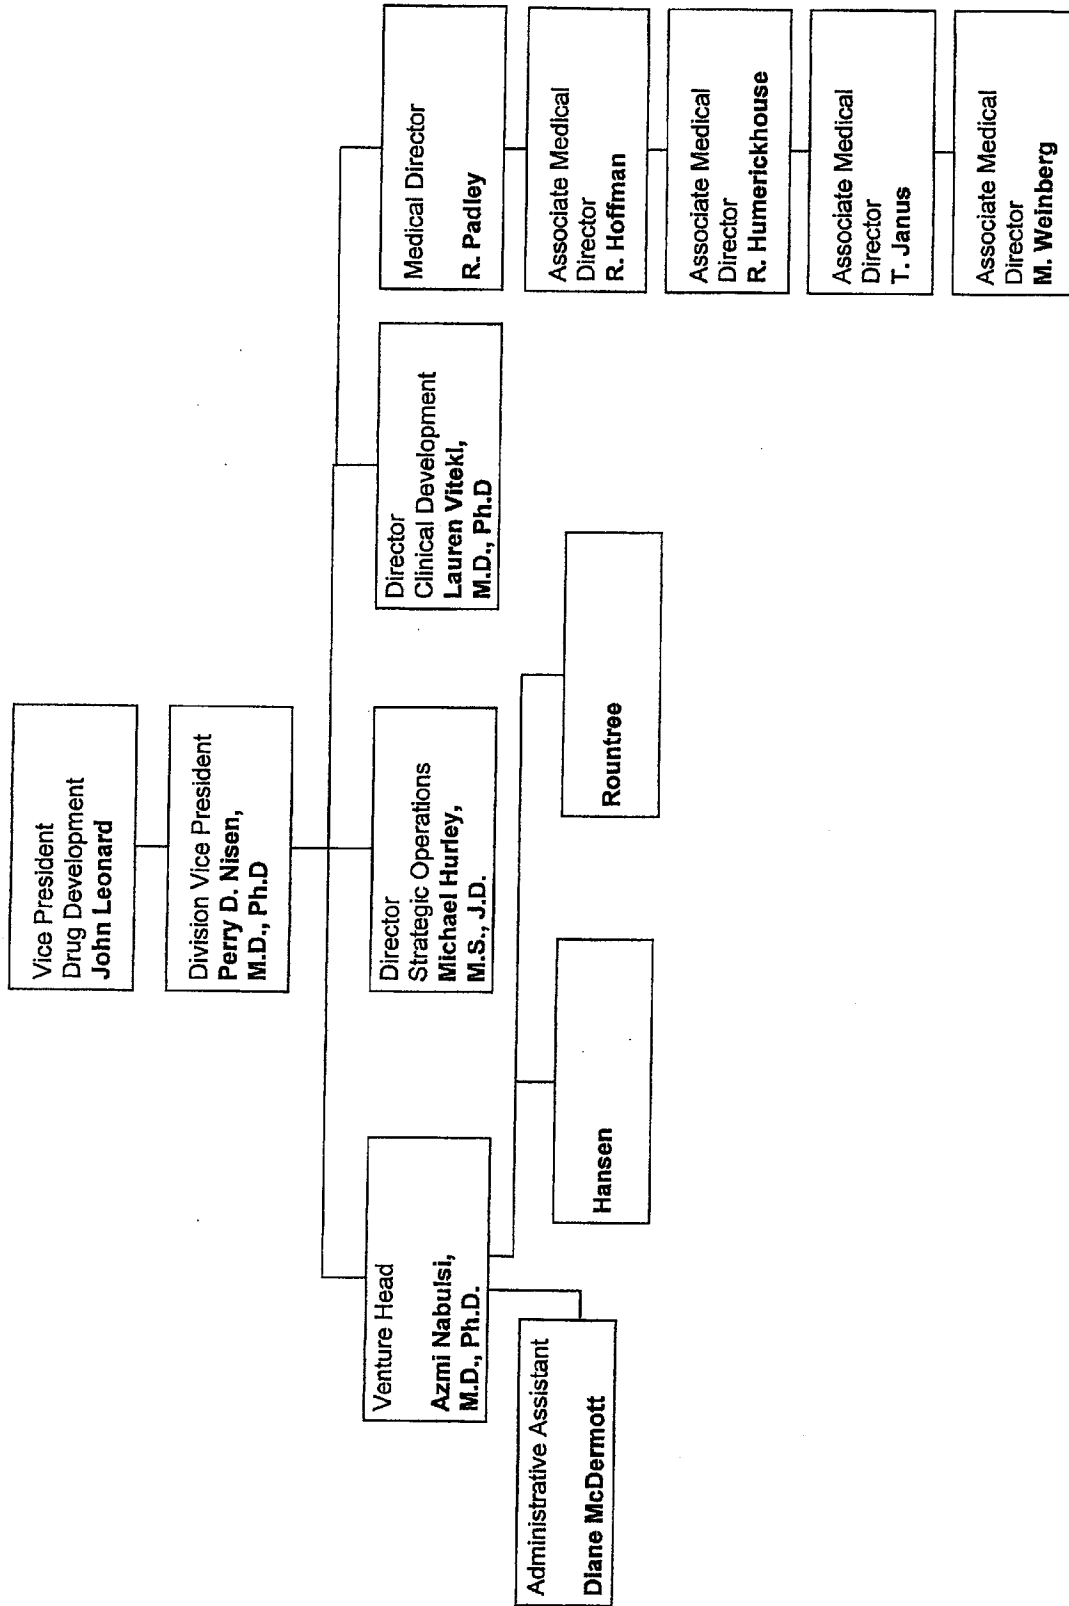 Vice President
Drug Development
John Leonard
Division Vice President
Perry D. Nisen,
M.D., Ph.D
Venture Head
Azmi Nabulsi,
M.D., Ph.D.
Director
Strategic Operations
Michael Hurley,
M.S., J.D.
Director
Clinical Development
Lauren Vitekl,
M.D., Ph.D
Medical Director
R. Padley
Administrative Assistant
Diane McDermott
Hansen
Rountree
Associate Medical
Director
R. Hoffman
Associate Medical
Director
R. Humerickhouse
Associate Medical
Director
T. Janus
Associate Medical
Director
M. Weinberg